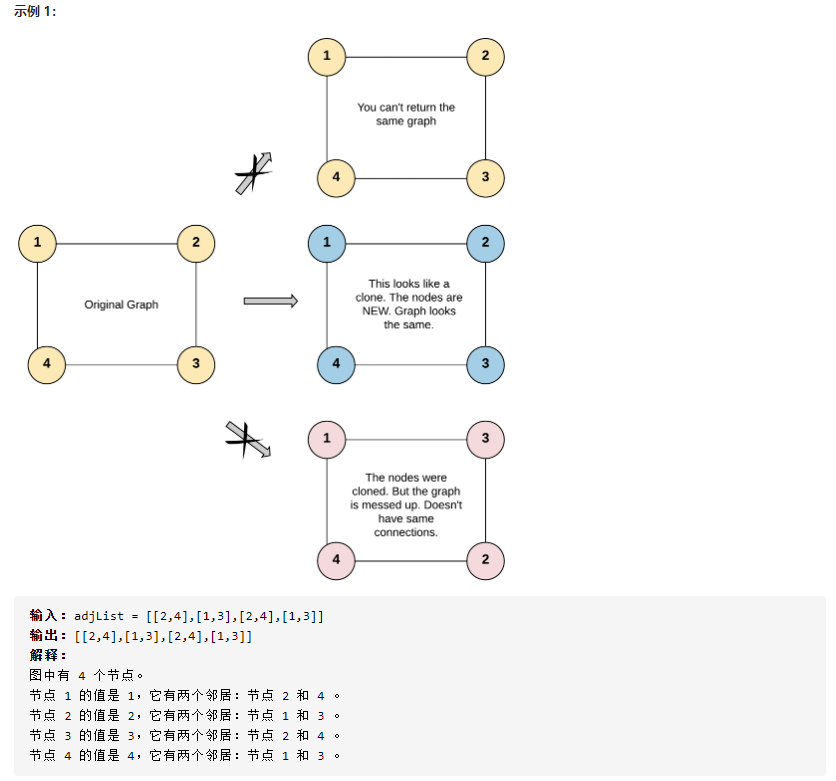 示例 1：
1
2
You can't return the
same graph
4
3
1
2
Original Graph
4
3
1
2
This looks like a
clone. The nodes are
NEW. Graph looks
the same.
4
3
1
3
The nodes were
cloned. But the graph
is messed up. Doesn't
have same
connections.
4
2
输入：adjList = [[2,4],[1,3],[2,4],[1,3]]
输出：[[2,4],[1,3],[2,4],[1,3]]
解释：
图中有 4 个节点。
节点 1 的值是 1，它有两个邻居：节点 2 和 4 。
节点 2 的值是 2，它有两个邻居：节点 1 和 3 。
节点 3 的值是 3，它有两个邻居：节点 2 和 4 。
节点 4 的值是 4，它有两个邻居：节点 1 和 3 。